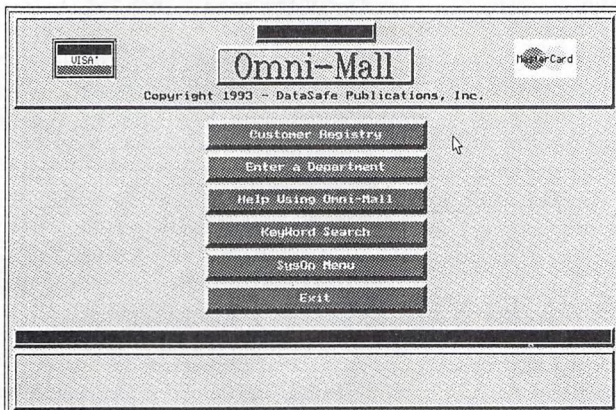 VISA
Omni-Mall
MasterCard
Copyright 1993 - DataSafe Publications, Inc.
Customer Registry
Enter a Department
Help Using Omni-Mall
KeyWord Search
SysOp Menu
Exit